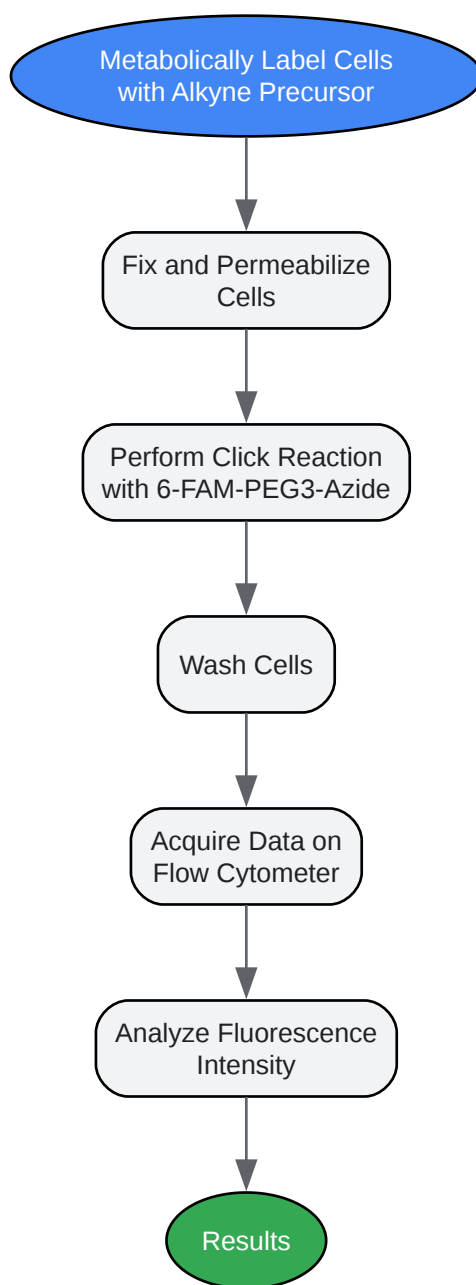 Metabolically Label Cells
with Alkyne Precursor
Fix and Permeabilize
Cells
Perform Click Reaction
with 6-FAM-PEG3-Azide
Wash Cells
Acquire Data on
Flow Cytometer
Analyze Fluorescence
Intensity
Results